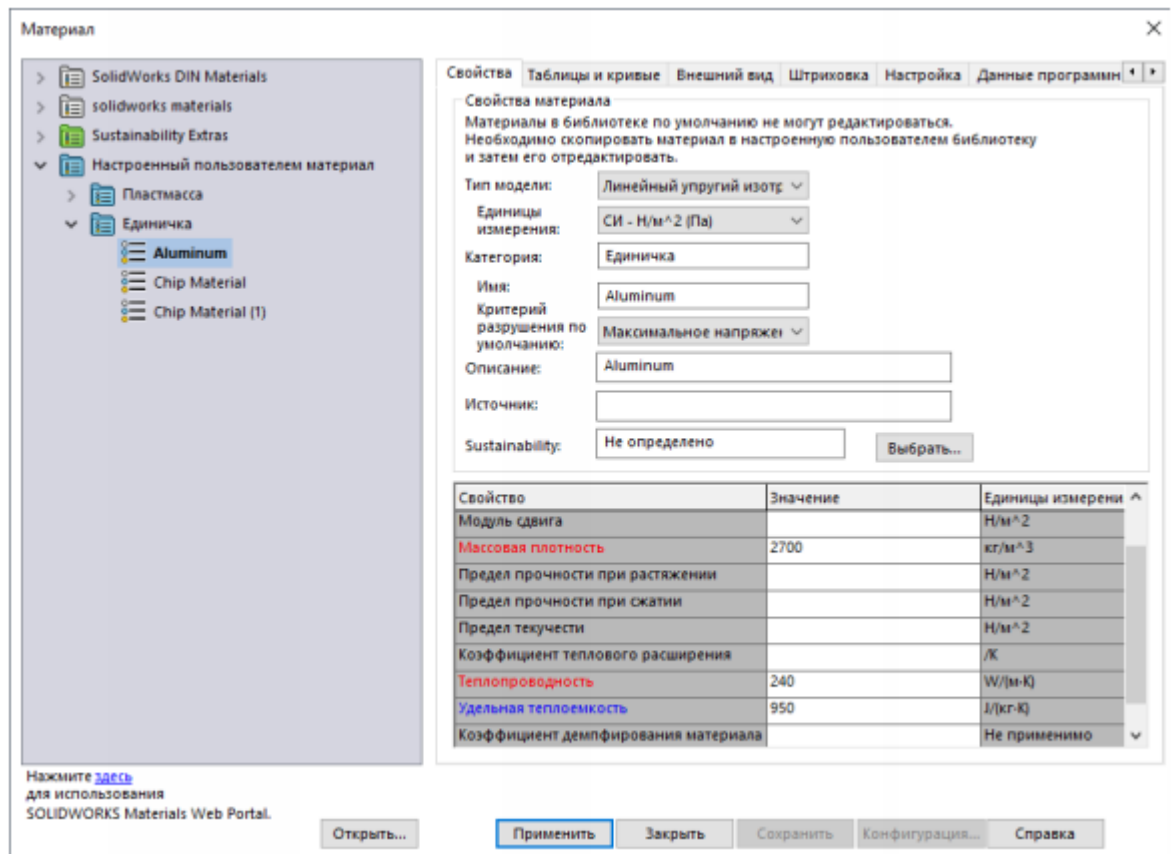 Материал
SolidWorks DIN Materials
solidworks materials
Sustainability Extras
Настроенный пользователем материал
Пластмасса
Единичка
Aluminum
Chip Material
Chip Material (1)
Свойства Таблицы и кривые Внешний вид Штриховка Настройка Данные программн
Свойства материала
Материалы в библиотеке по умолчанию не могут редактироваться.
Необходимо скопировать материал в настроенную пользователем библиотеку
и затем его отредактировать.
Тип модели: Линейный упругий изотр
Единицы
измерения: СИ - Н/м^2 (Па)
Категория: Единичка
Имя: Aluminum
Критерий
разрушения по
умолчанию: Максимальное напряжен
Описание: Aluminum
Источник:
Sustainability: Не определено Выбрать...
Свойство Значение Единицы измерени
Модуль сдвига Н/м^2
Массовая плотность 2700 кг/м^3
Предел прочности при растяжении Н/м^2
Предел прочности при сжатии Н/м^2
Предел текучести Н/м^2
Коэффициент теплового расширения /K
Теплопроводность 240 W/(м·K)
Удельная теплоемкость 950 J/(кг·K)
Коэффициент демпфирования материала Не применимо
Нажмите здесь
для использования
SOLIDWORKS Materials Web Portal.
Открыть... Применить Закрыть Сохранить Конфигурация... Справка